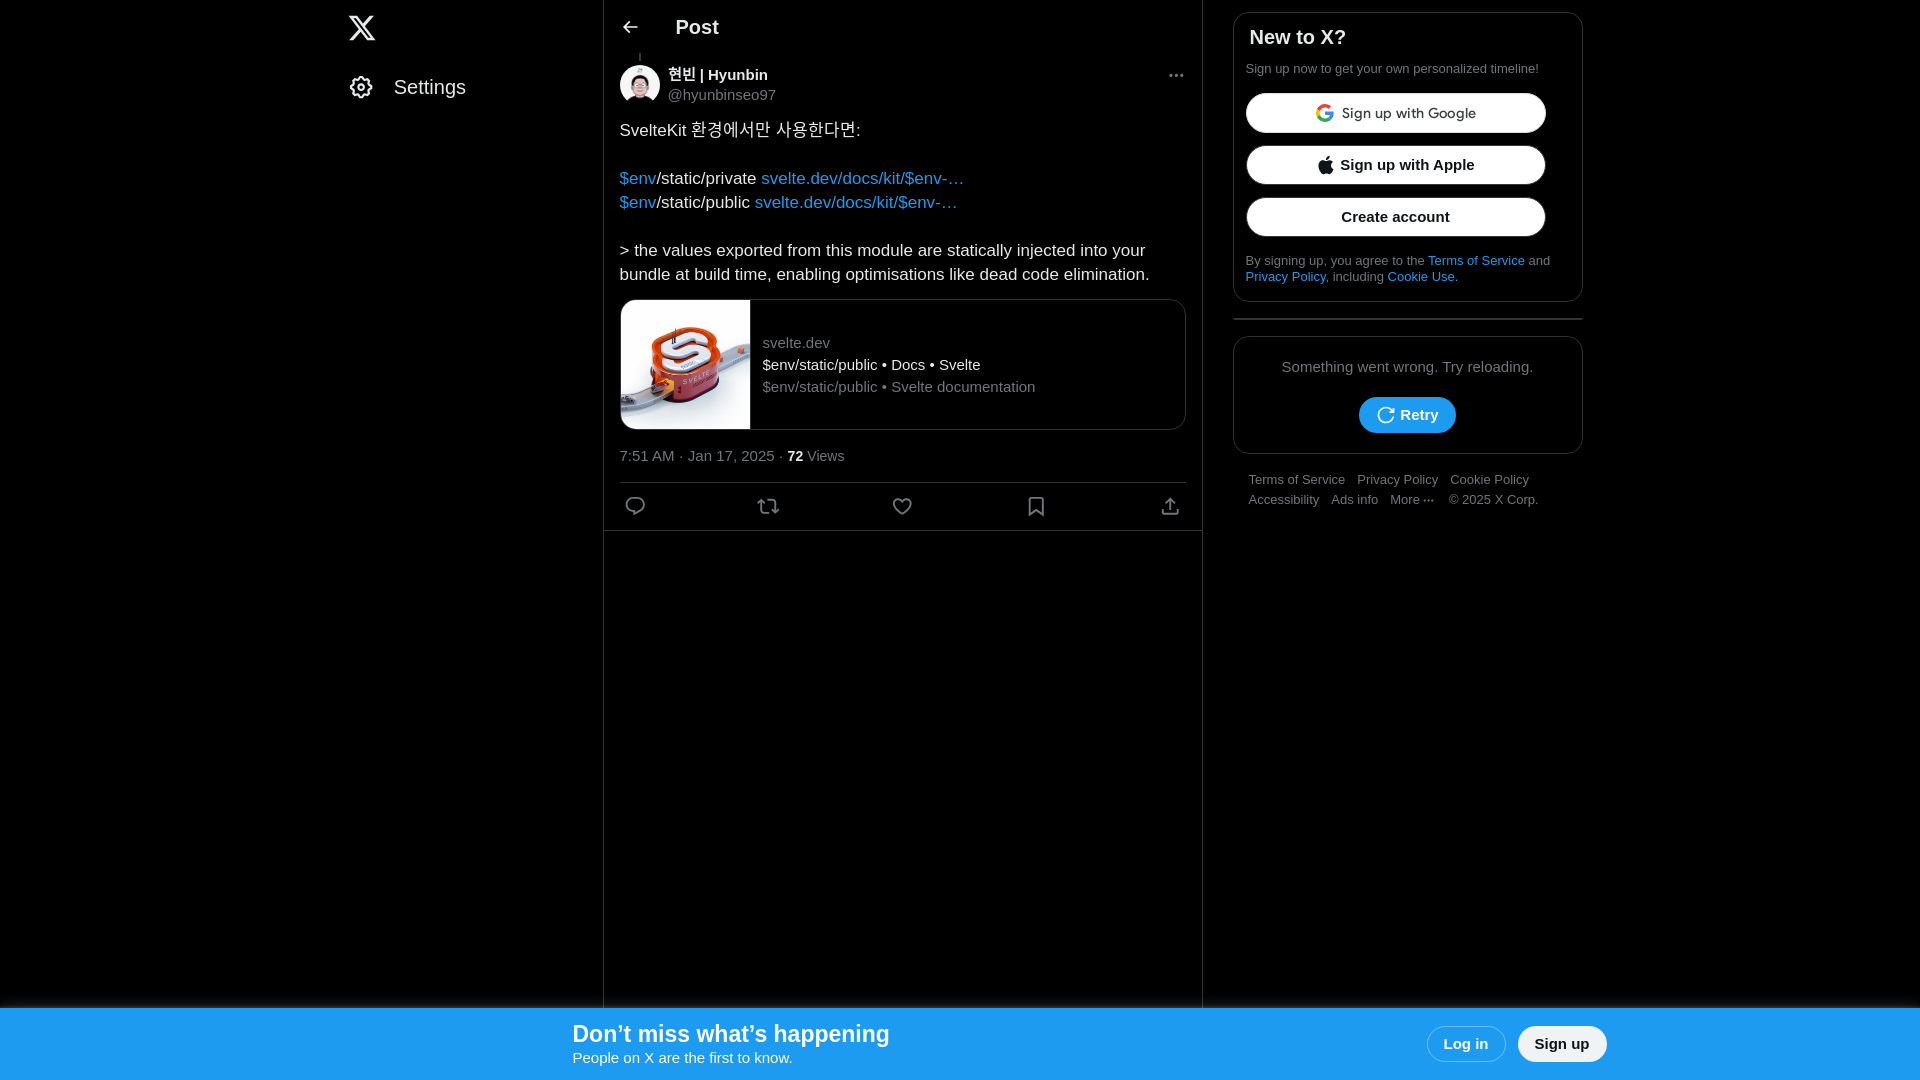 Settings
Post
현빈 | Hyunbin
@hyunbinseo97
SvelteKit 환경에서만 사용한다면:
$env/static/private svelte.dev/docs/kit/$env-…
$env/static/public svelte.dev/docs/kit/$env-…
> the values exported from this module are statically injected into your
bundle at build time, enabling optimisations like dead code elimination.
SVELTE
svelte.dev
$env/static/public • Docs • Svelte
$env/static/public • Svelte documentation
7:51 AM · Jan 17, 2025 · 72 Views
New to X?
Sign up now to get your own personalized timeline!
Sign up with Google
Sign up with Apple
Create account
By signing up, you agree to the Terms of Service and
Privacy Policy, including Cookie Use.
Something went wrong. Try reloading.
Retry
Terms of Service Privacy Policy Cookie Policy
Accessibility Ads info More ··· © 2025 X Corp.
Don’t miss what’s happening
People on X are the first to know.
Log in
Sign up